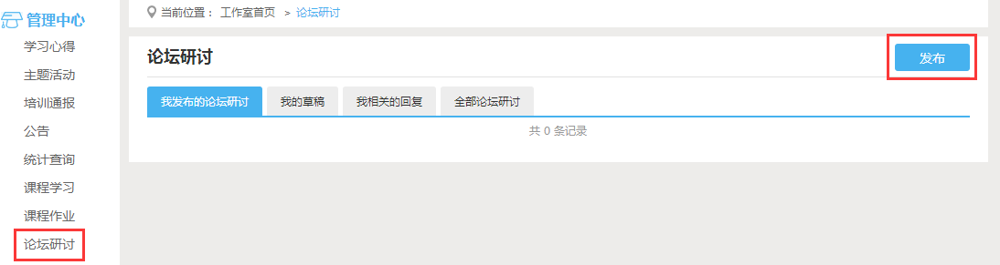 管理中心
学习心得
主题活动
培训通报
公告
统计查询
课程学习
课程作业
论坛研讨
当前位置： 工作室首页 > 论坛研讨
论坛研讨
发布
我发布的论坛研讨 我的草稿 我相关的回复 全部论坛研讨
共 0 条记录